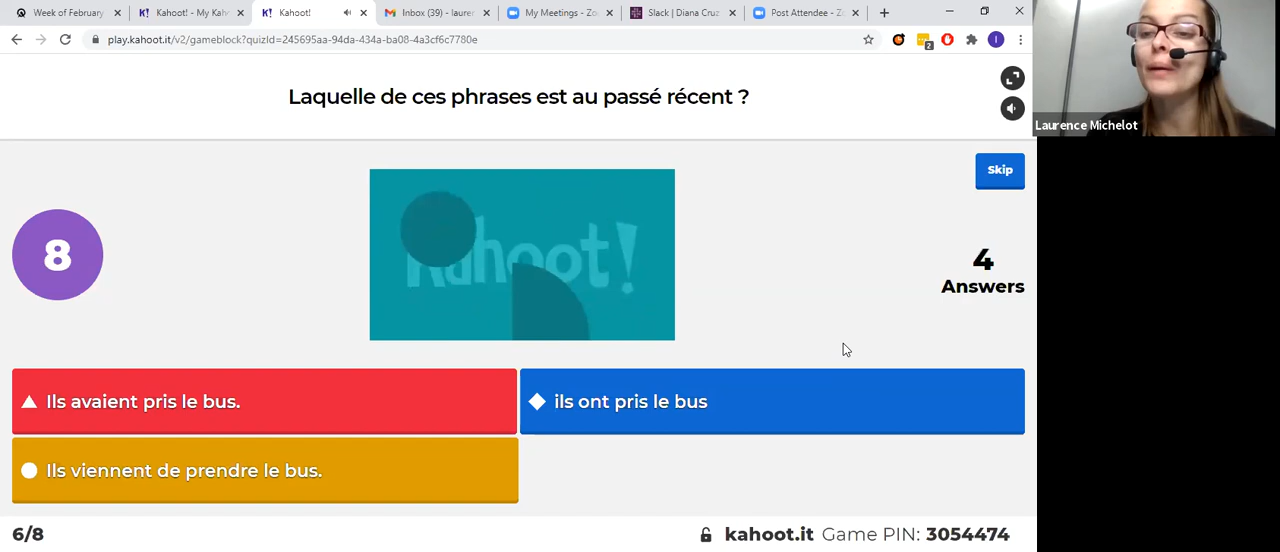 Week of February
Kahoot! - My Kah
Kahoot!
Inbox (39) - lauren
My Meetings - Zo
Slack | Diana Cruz
Post Attendee - Zo
play.kahoot.it/v2/gameblock?quizId=245695aa-94da-434a-ba08-4a3cf6c7780e
2
Laquelle de ces phrases est au passé récent ?
Laurence Michelot
Skip
8
Kahoot!
4
Answers
Ils avaient pris le bus.
ils ont pris le bus
Ils viennent de prendre le bus.
6/8
kahoot.it Game PIN: 3054474